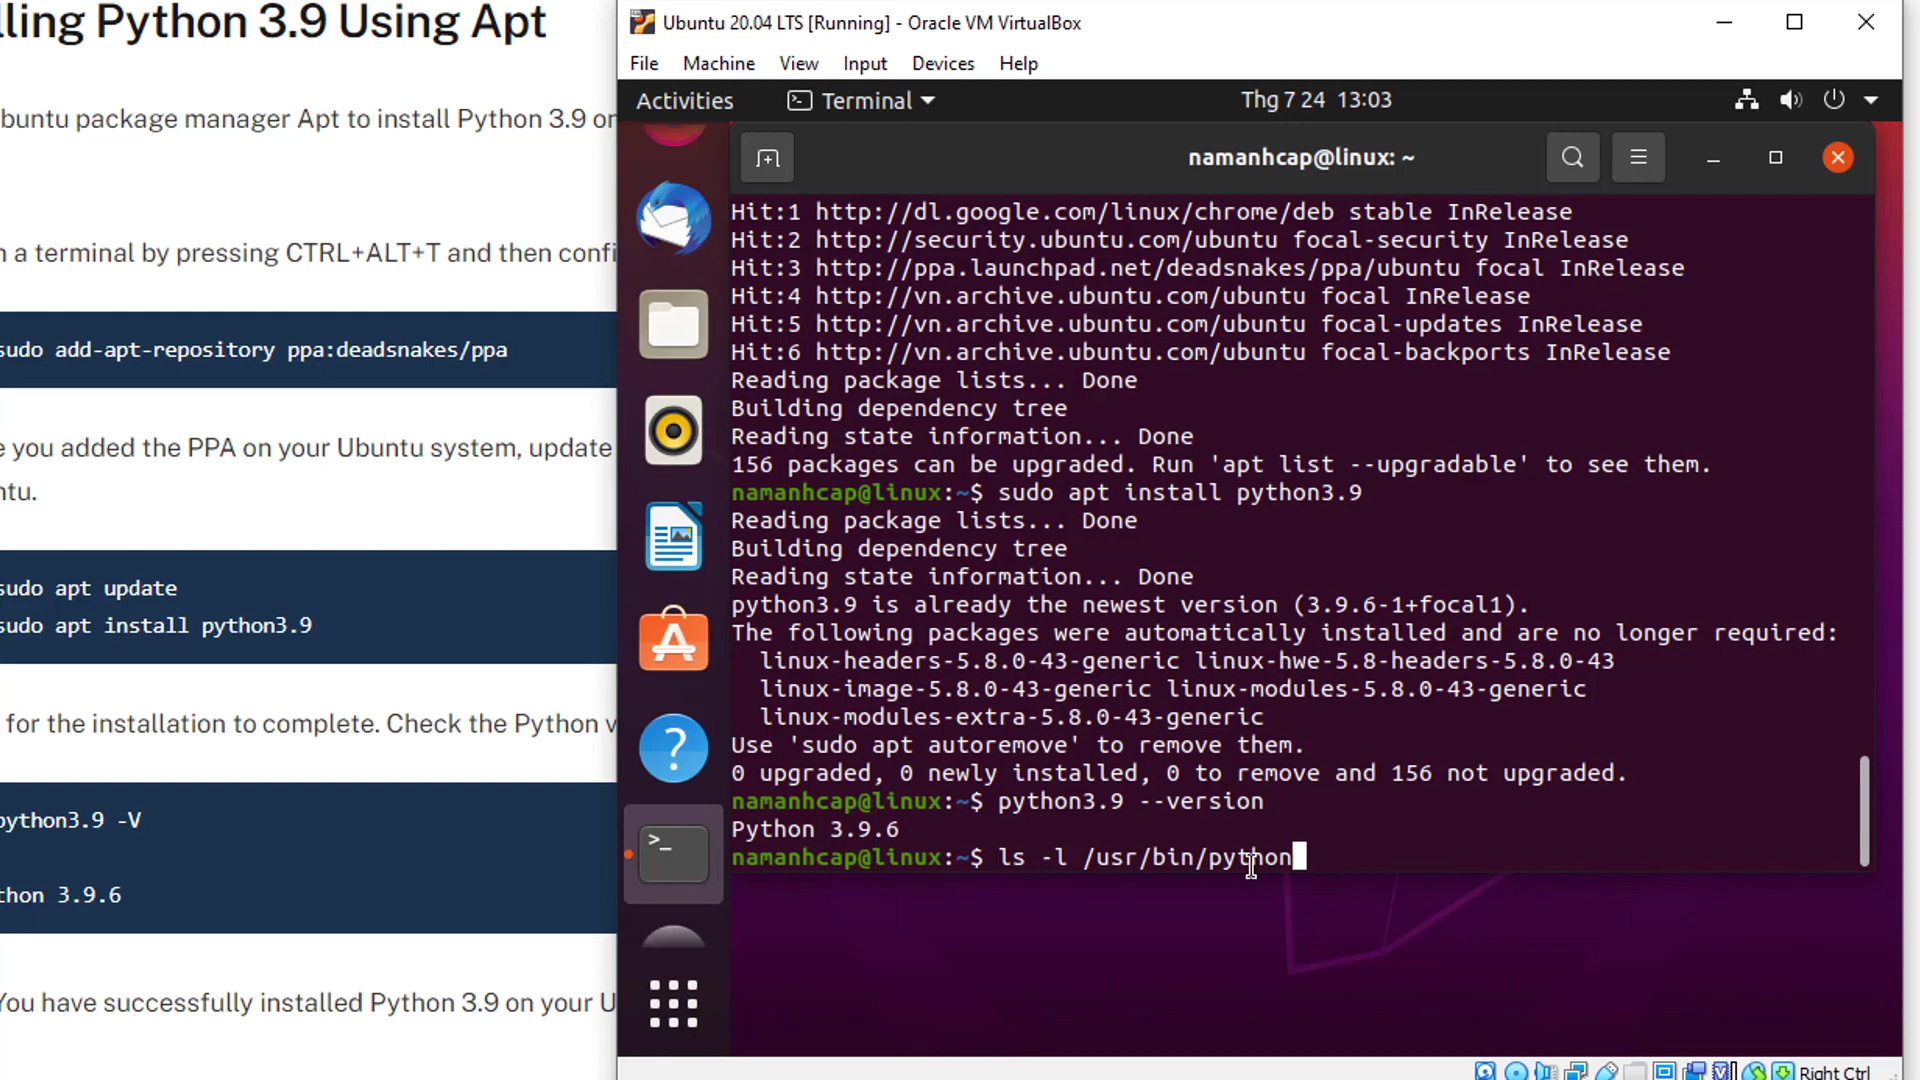 lling Python 3.9 Using Apt
buntu package manager Apt to install Python 3.9 on
n a terminal by pressing CTRL+ALT+T and then confi
sudo add-apt-repository ppa:deadsnakes/ppa
e you added the PPA on your Ubuntu system, update
ntu.
sudo apt update
sudo apt install python3.9
for the installation to complete. Check the Python v
python3.9 -V
thon 3.9.6
You have successfully installed Python 3.9 on your U
Ubuntu 20.04 LTS [Running] - Oracle VM VirtualBox
File Machine View Input Devices Help
Activities Terminal Thg 7 24 13:03
namanhcap@linux: ~
Hit:1 http://dl.google.com/linux/chrome/deb stable InRelease
Hit:2 http://security.ubuntu.com/ubuntu focal-security InRelease
Hit:3 http://ppa.launchpad.net/deadsnakes/ppa/ubuntu focal InRelease
Hit:4 http://vn.archive.ubuntu.com/ubuntu focal InRelease
Hit:5 http://vn.archive.ubuntu.com/ubuntu focal-updates InRelease
Hit:6 http://vn.archive.ubuntu.com/ubuntu focal-backports InRelease
Reading package lists... Done
Building dependency tree
Reading state information... Done
156 packages can be upgraded. Run 'apt list --upgradable' to see them.
namanhcap@linux:~$ sudo apt install python3.9
Reading package lists... Done
Building dependency tree
Reading state information... Done
python3.9 is already the newest version (3.9.6-1+focal1).
The following packages were automatically installed and are no longer required:
linux-headers-5.8.0-43-generic linux-hwe-5.8-headers-5.8.0-43
linux-image-5.8.0-43-generic linux-modules-5.8.0-43-generic
linux-modules-extra-5.8.0-43-generic
Use 'sudo apt autoremove' to remove them.
0 upgraded, 0 newly installed, 0 to remove and 156 not upgraded.
namanhcap@linux:~$ python3.9 --version
Python 3.9.6
namanhcap@linux:~$ ls -l /usr/bin/python
Right Ctrl